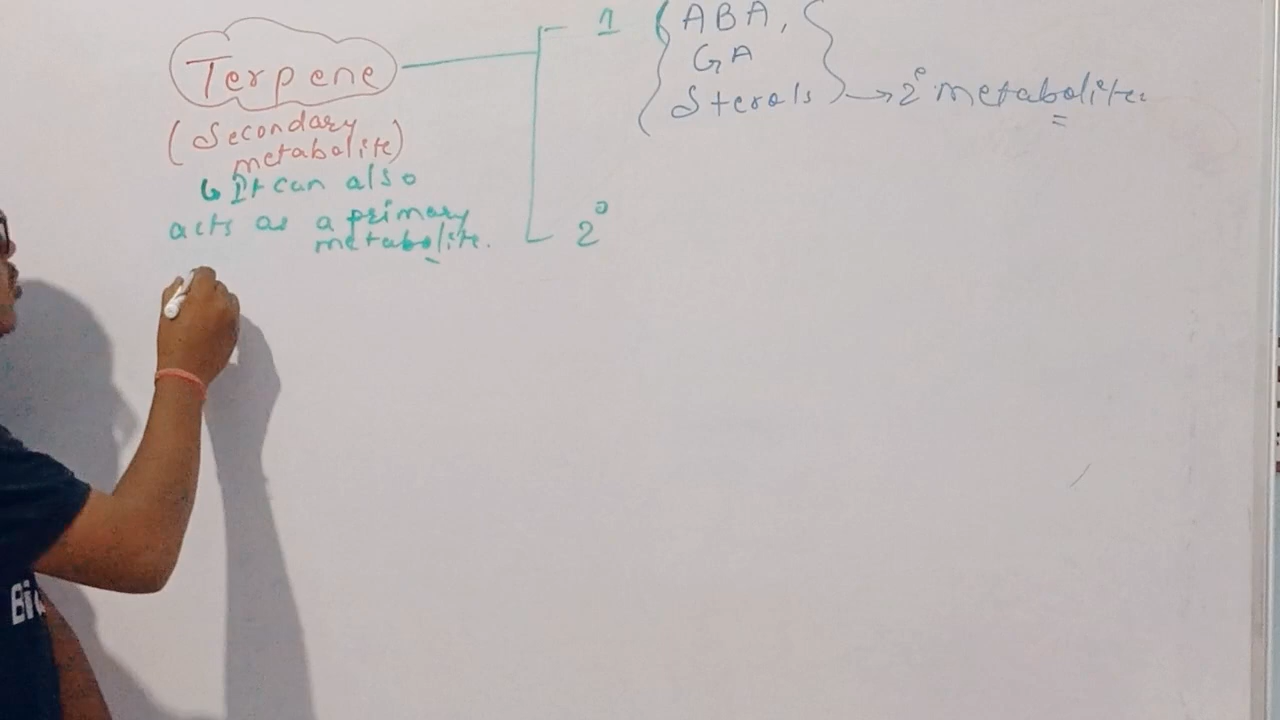 Terpene
(Secondary
metabolite)
↳ It can also
acts as a primary
metabolite.
1
{ ABA, }
GA
Sterols → 2° metabolite
2°